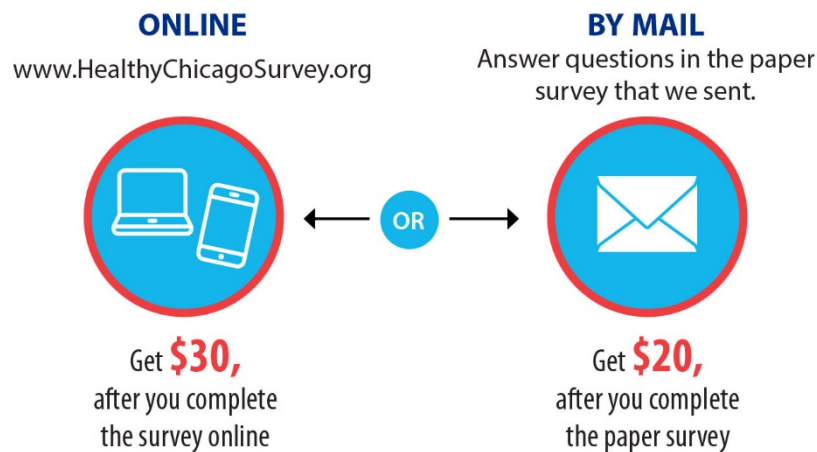 ONLINE
www.HealthyChicagoSurvey.org
BY MAIL
Answer questions in the paper
survey that we sent.
OR
Get $30,
after you complete
the survey online
Get $20,
after you complete
the paper survey